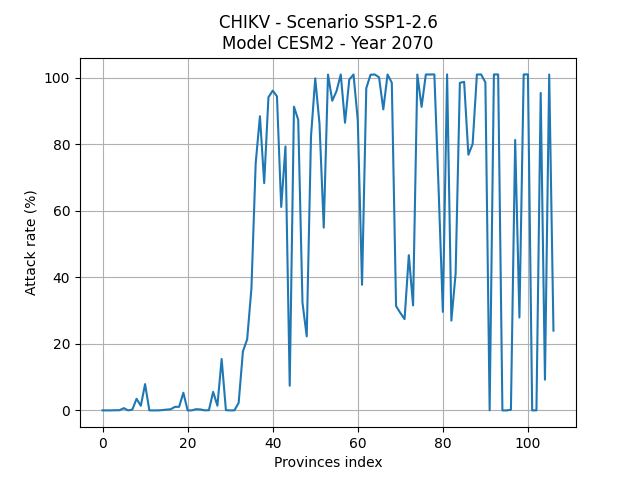 CHIKV - Scenario SSP1-2.6
Model CESM2 - Year 2070
100
80
60
40
20
0
Attack rate (%)
0 20 40 60 80 100
Provinces index